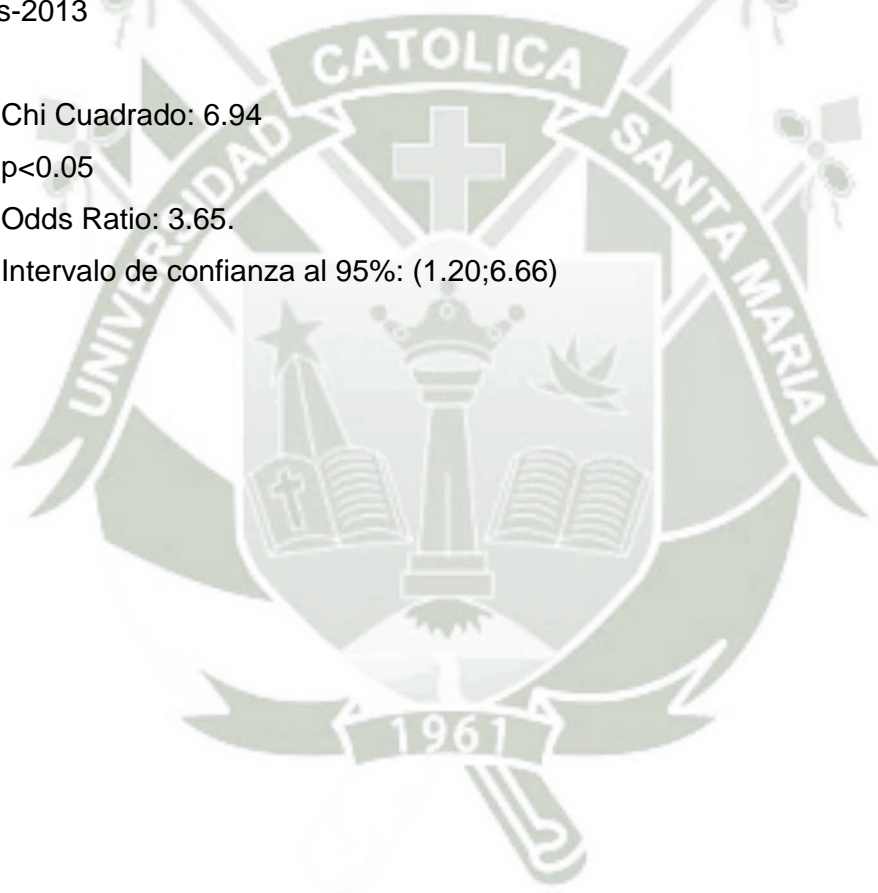 s-2013
Chi Cuadrado: 6.94
p<0.05
Odds Ratio: 3.65.
Intervalo de confianza al 95%: (1.20;6.66)
UNIVERSIDAD CATOLICA SANTA MARIA
1961